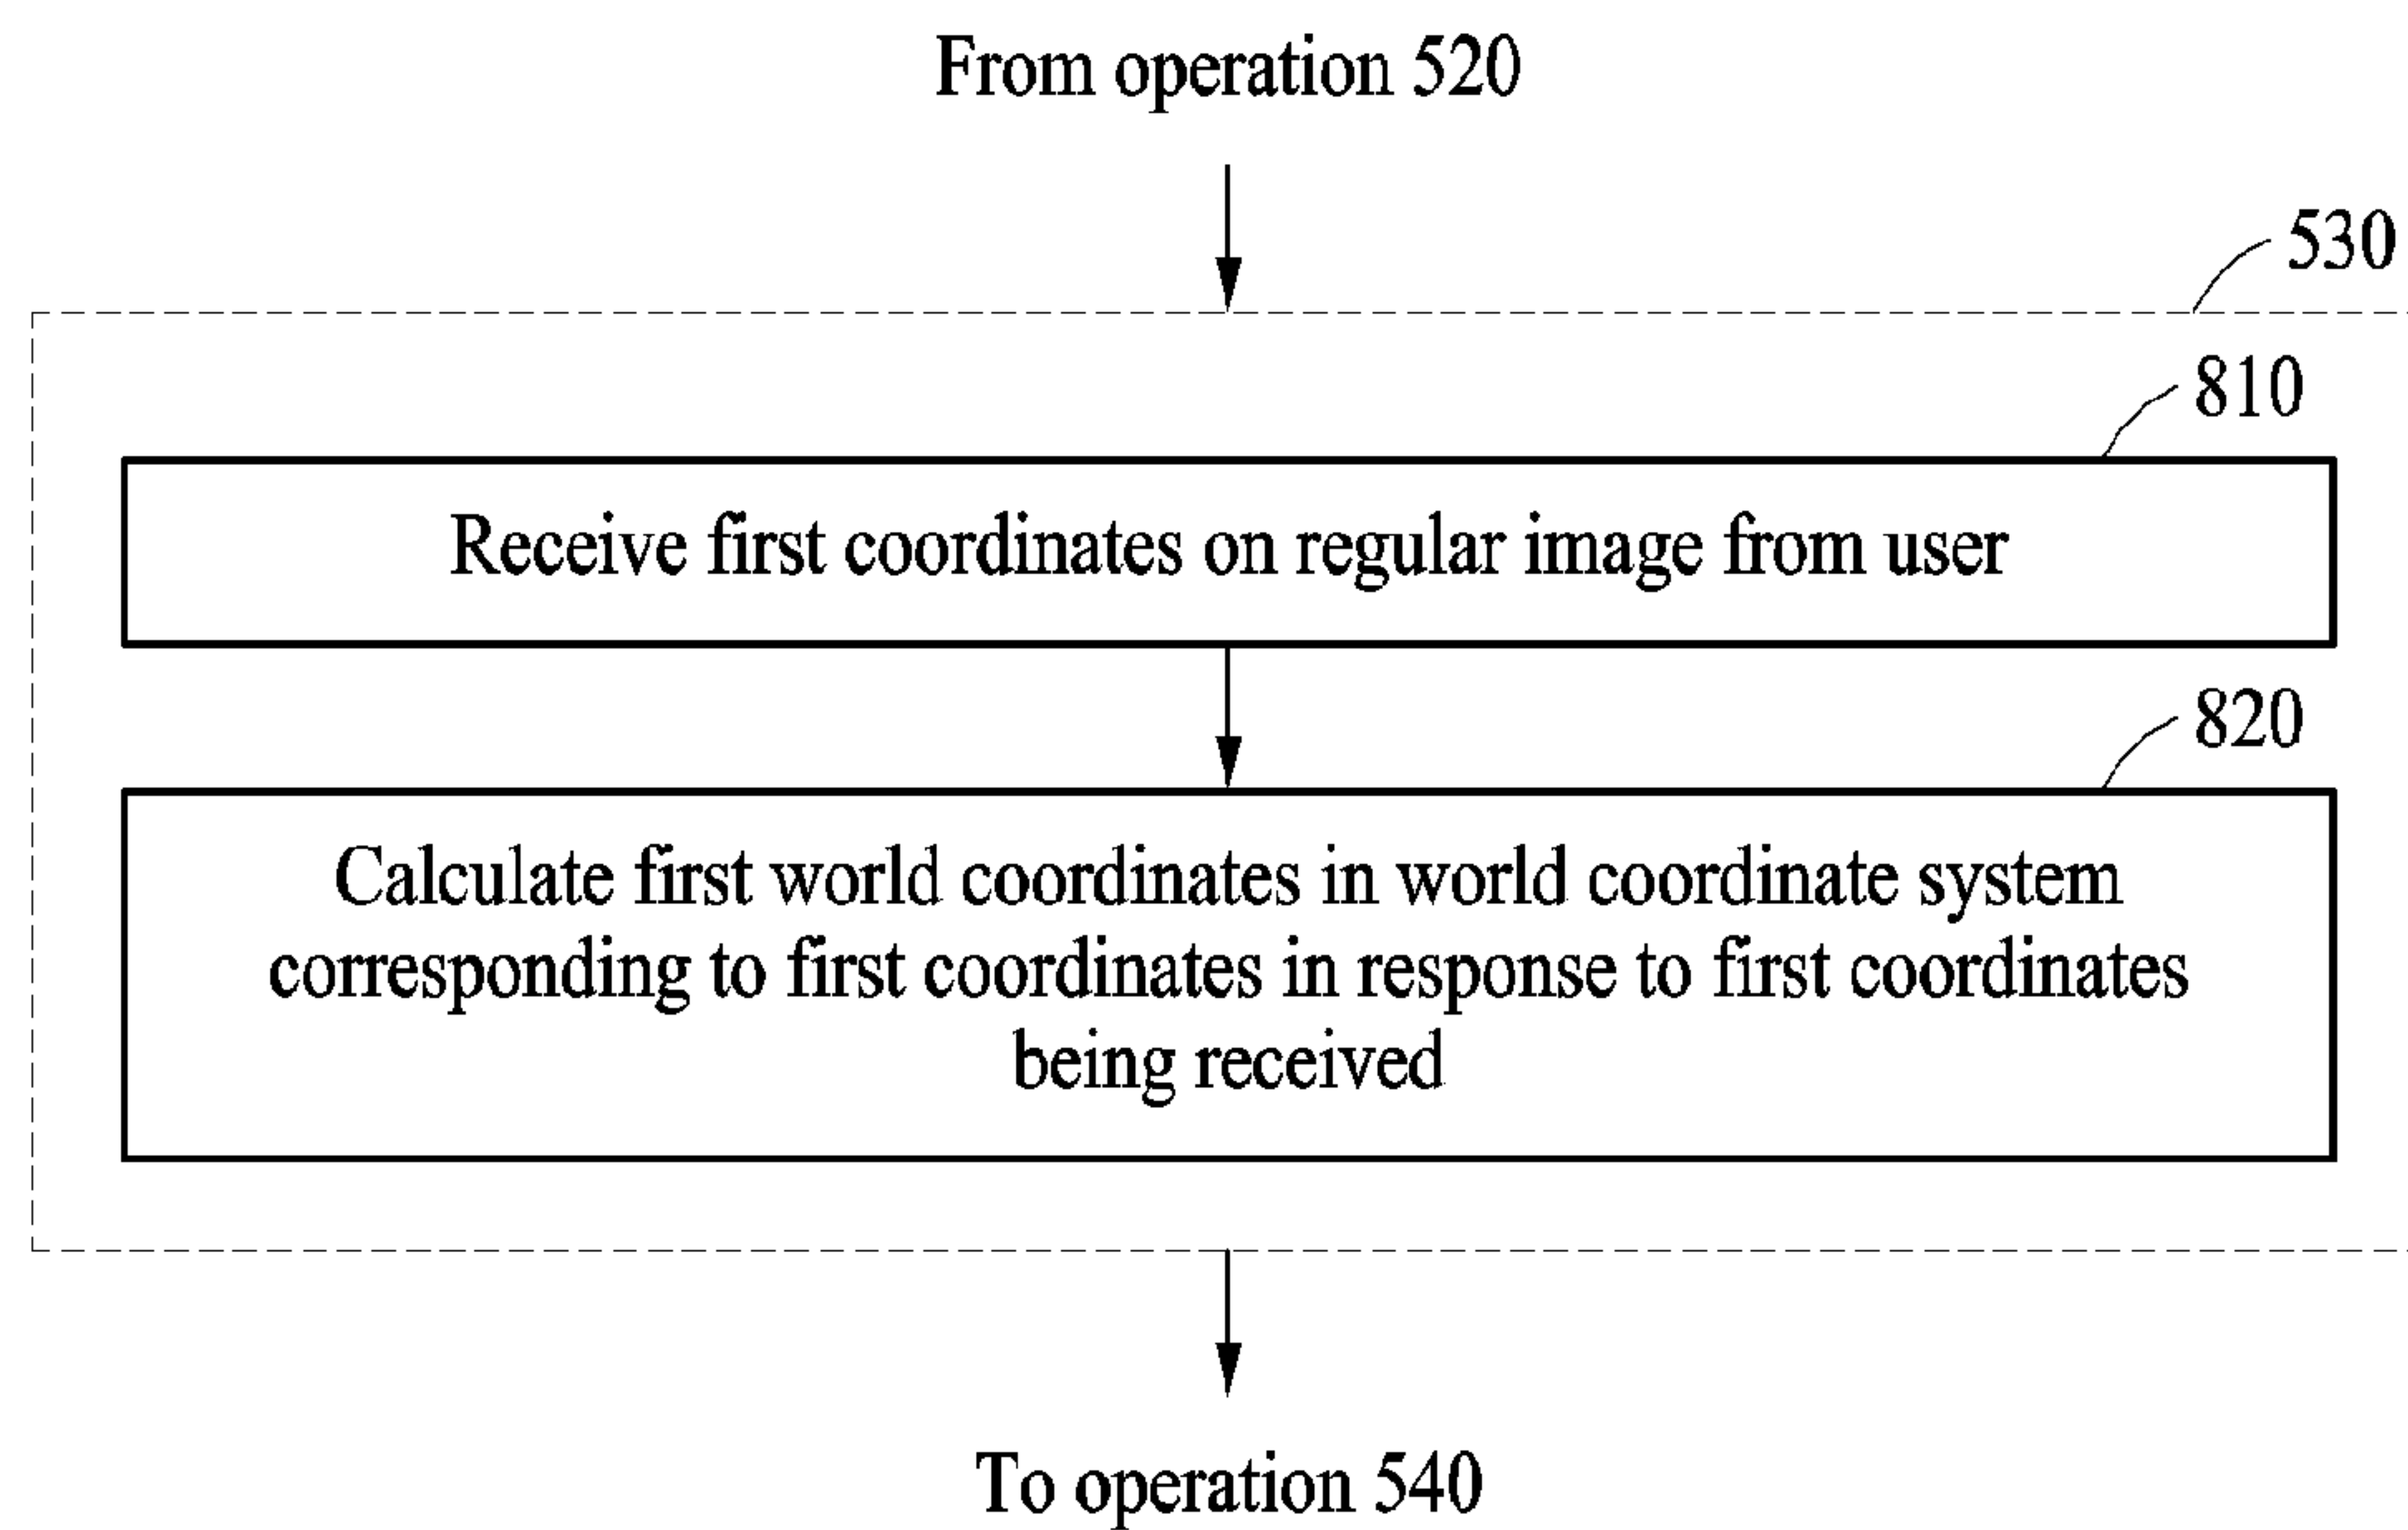 From operation 520
530
810
Receive first coordinates on regular image from user
820
Calculate first world coordinates in world coordinate system
corresponding to first coordinates in response to first coordinates
being received
To operation 540